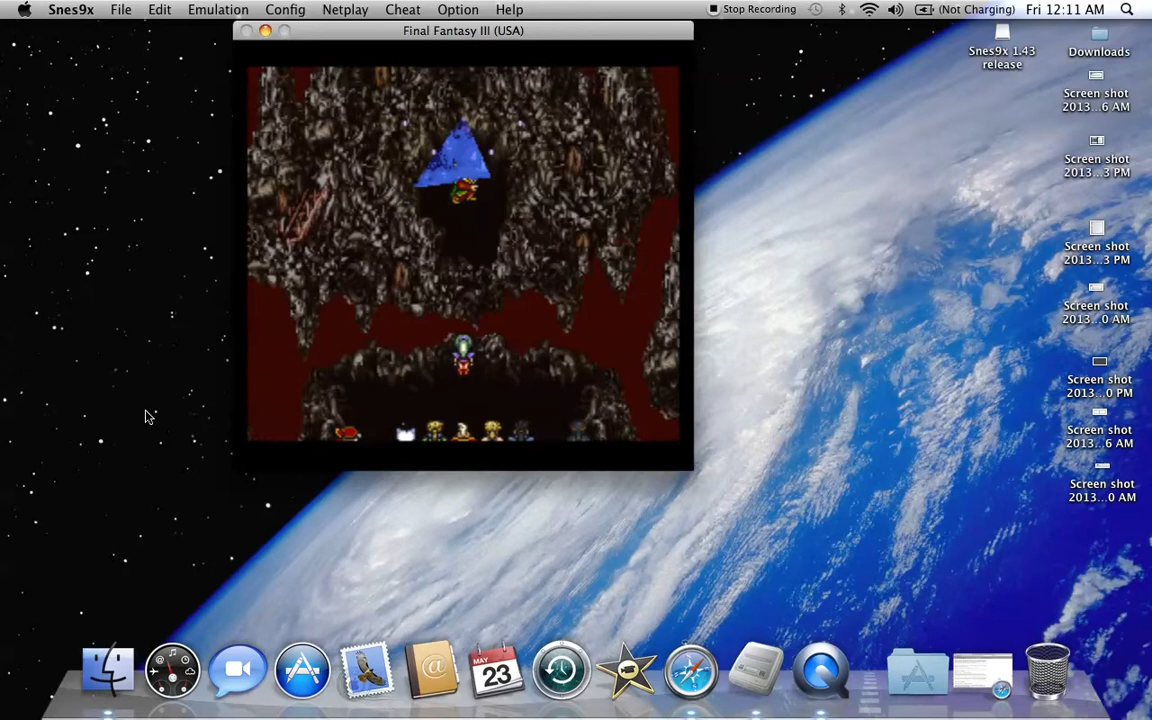 Snes9x File Edit Emulation Config Netplay Cheat Option Help Stop Recording (Not Charging) Fri 12:11 AM
Final Fantasy III (USA)
Snes9x 1.43
release
Downloads
Screen shot
2013...6 AM
Screen shot
2013...3 PM
Screen shot
2013...3 PM
Screen shot
2013...0 AM
Screen shot
2013...0 PM
Screen shot
2013...6 AM
Screen shot
2013...0 AM
MAY
23